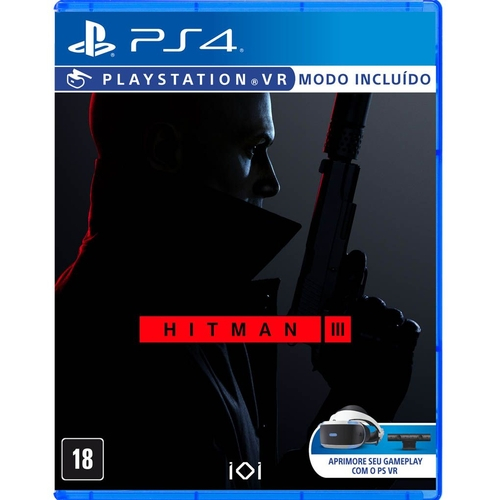 PS4
PLAYSTATION®VR MODO INCLUÍDO
HITMAN III
18
iOi
APRIMORE SEU GAMEPLAY
COM O PS VR